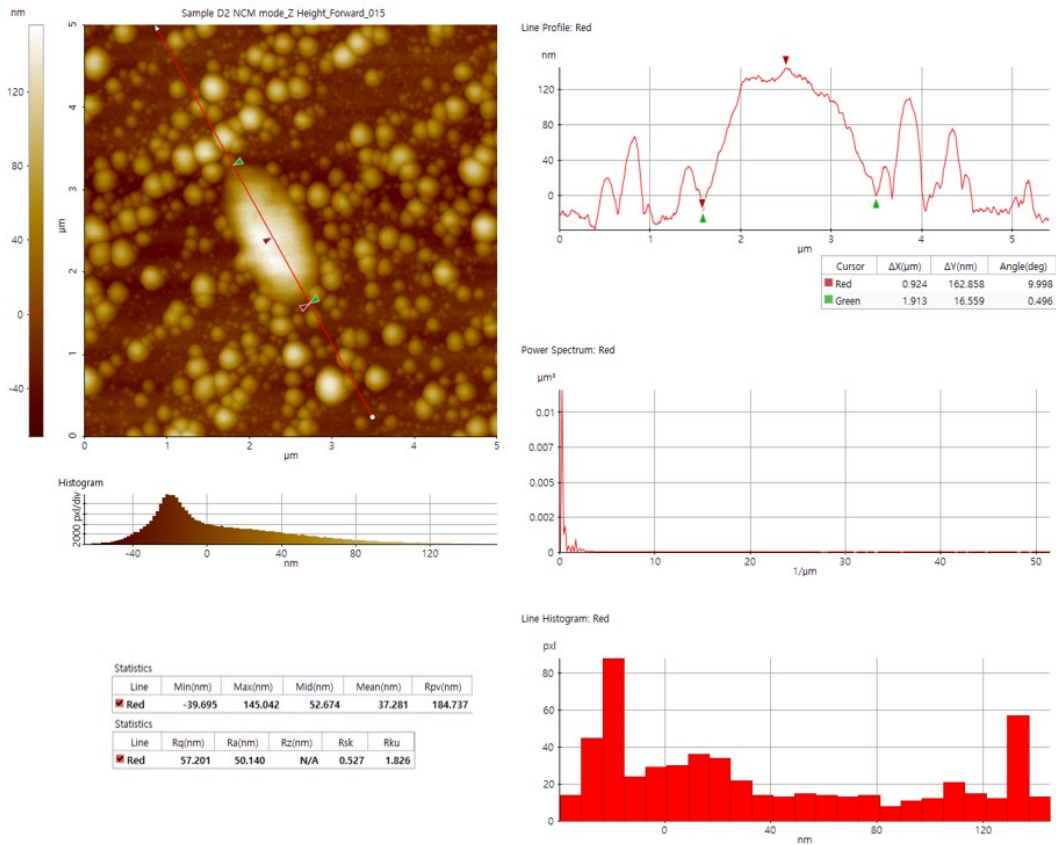 nm
Sample D2 NCM mode_Z Height_Forward_015
120
80
40
0
-40
5
4
3
2
1
0
µm
0 1 2 3 4 5
µm
Histogram
2000 pxl/div
-40 0 40 80 120
nm
Statistics
Line Min(nm) Max(nm) Mid(nm) Mean(nm) Rpv(nm)
Red -39.695 145.042 52.674 37.281 184.737
Statistics
Line Rq(nm) Ra(nm) Rz(nm) Rsk Rku
Red 57.201 50.140 N/A 0.527 1.826
Line Profile: Red
nm
120
80
40
0
0 1 2 3 4 5
µm
Cursor ΔX(µm) ΔY(nm) Angle(deg)
Red 0.924 162.858 9.998
Green 1.913 16.559 0.496
Power Spectrum: Red
µm³
0.01
0.007
0.005
0.002
0
0 10 20 30 40 50
1/µm
Line Histogram: Red
pxl
80
60
40
20
0
0 40 80 120
nm